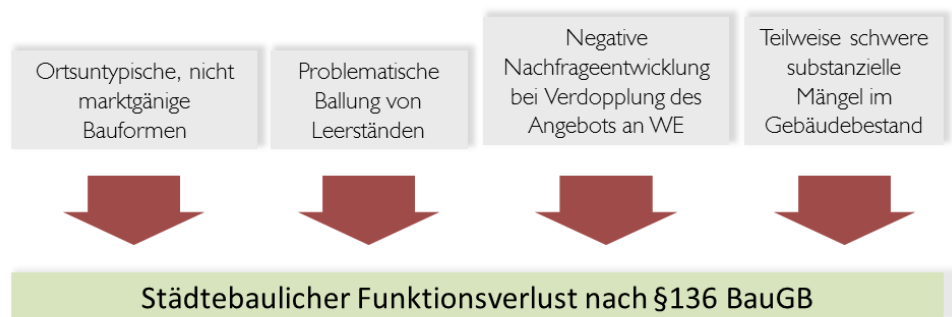 Ortsuntypische, nicht
marktgängige
Bauformen
Problematische
Ballung von
Leerständen
Negative
Nachfrageentwicklung
bei Verdopplung des
Angebots an WE
Teilweise schwere
substanzielle
Mängel im
Gebäudebestand
Städtebaulicher Funktionsverlust nach §136 BauGB